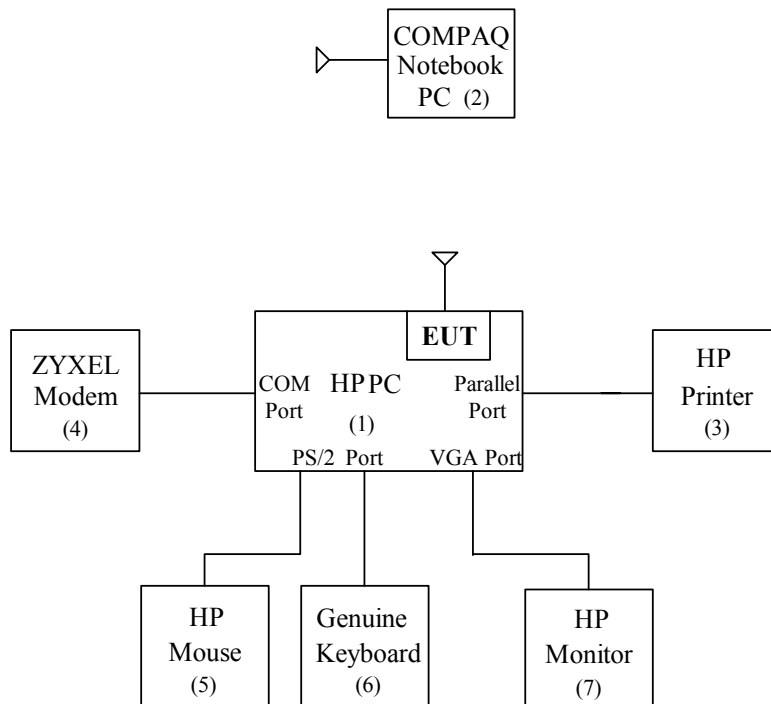 COMPAQ
Notebook
PC (2)
EUT
ZYXEL
Modem
(4)
COM
Port
HP PC
(1)
Parallel
Port
HP
Printer
(3)
PS/2 Port
VGA Port
HP
Mouse
(5)
Genuine
Keyboard
(6)
HP
Monitor
(7)